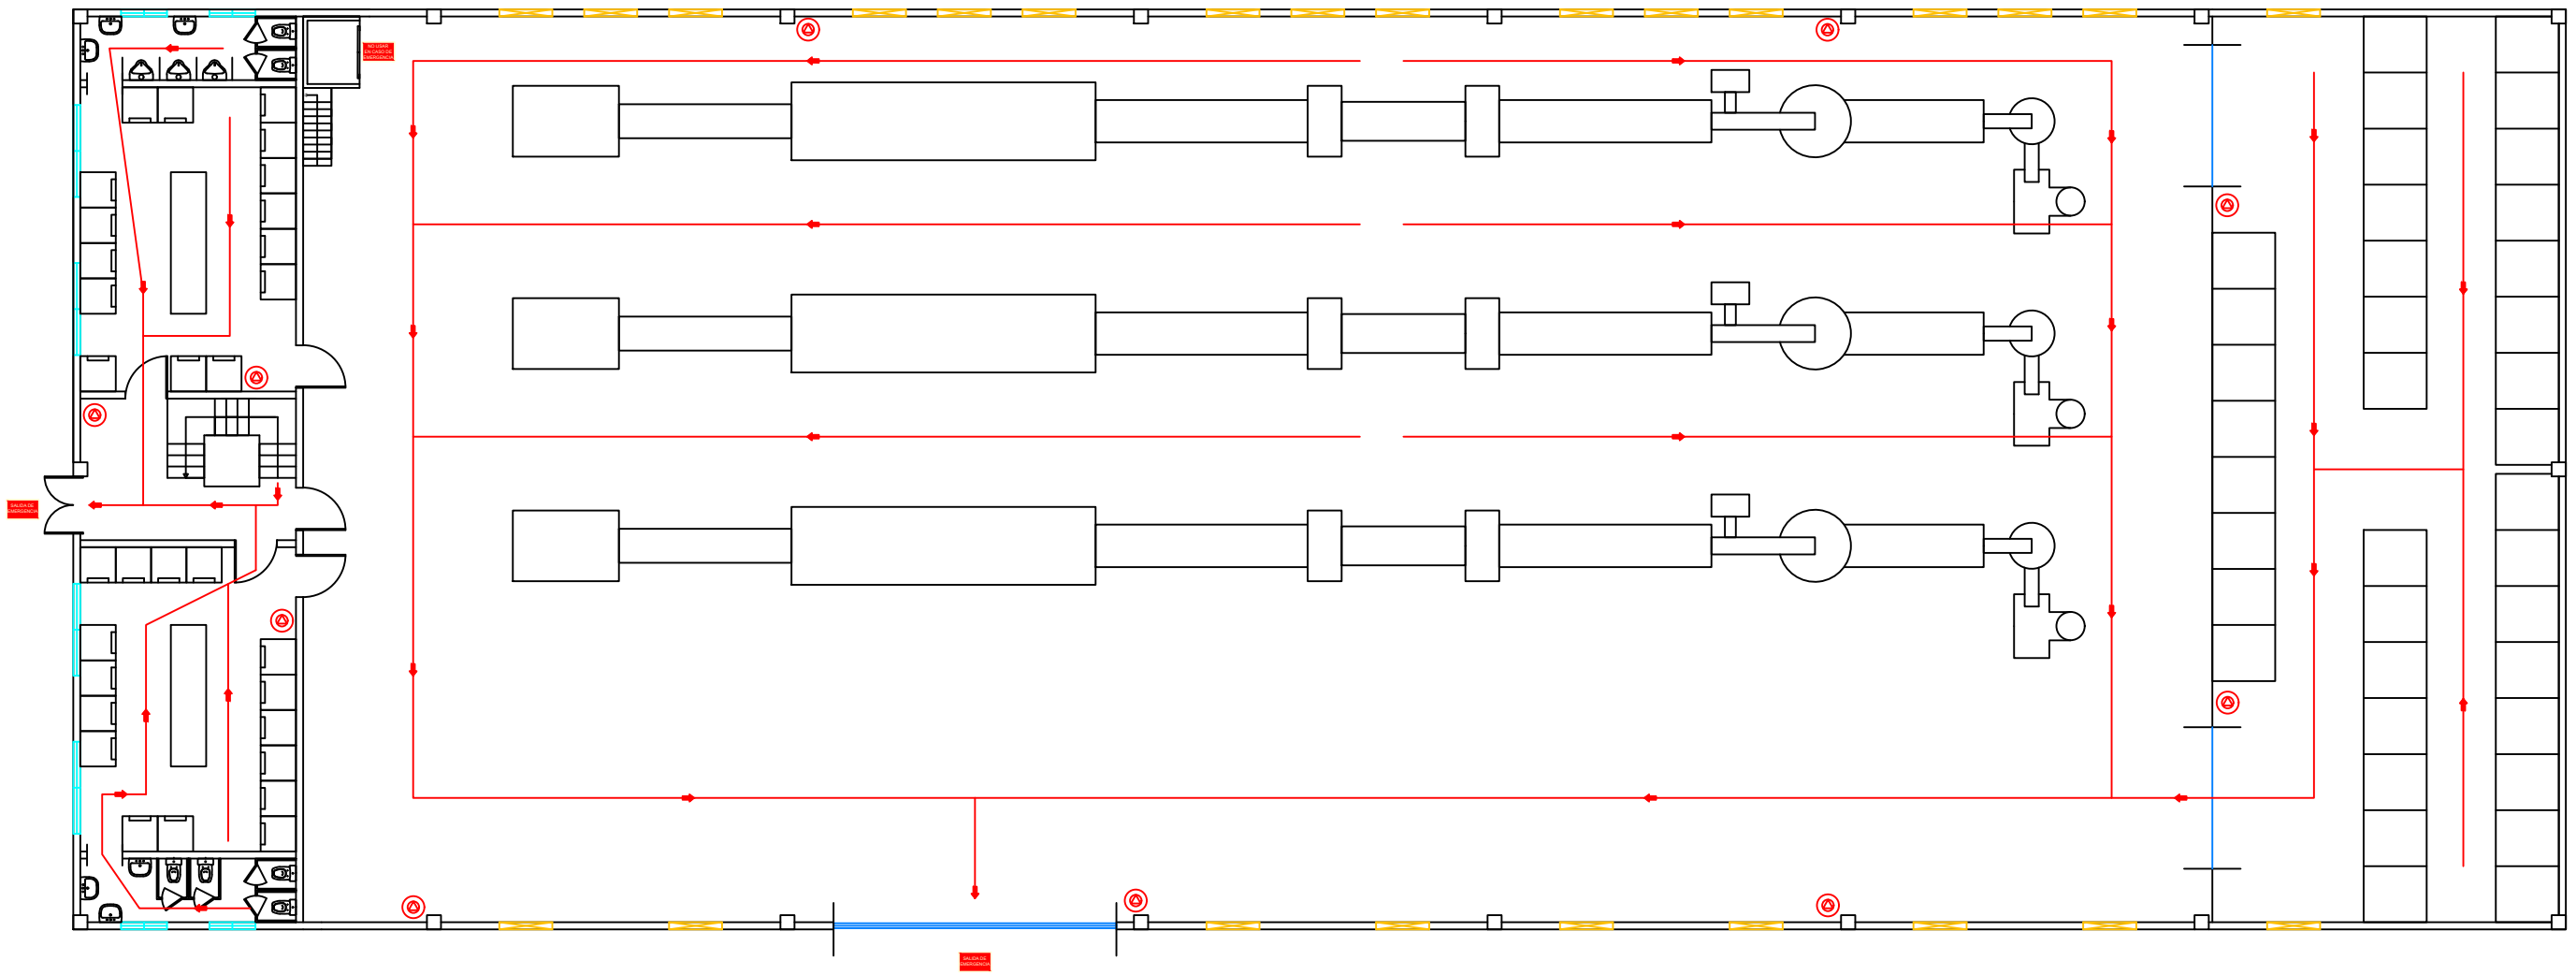 NO USAR
EN CASO DE
EMERGENCIA
SALIDA DE
EMERGENCIA
SALIDA DE
EMERGENCIA